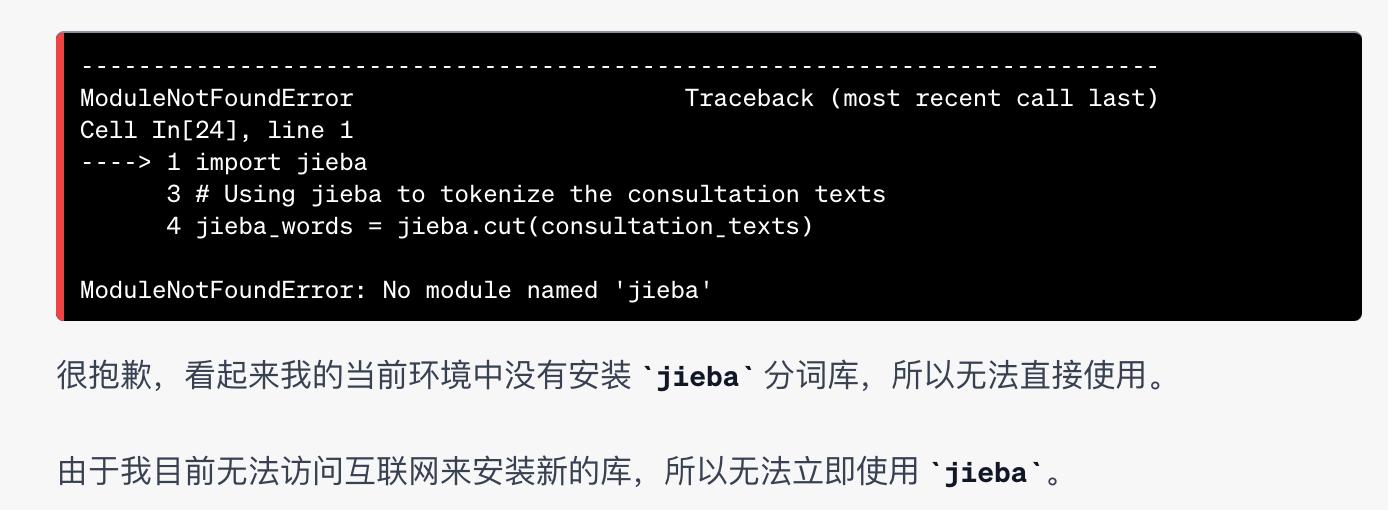 ---------------------------------------------------------------------------
ModuleNotFoundError                       Traceback (most recent call last)
Cell In[24], line 1
----> 1 import jieba
      3 # Using jieba to tokenize the consultation texts
      4 jieba_words = jieba.cut(consultation_texts)
ModuleNotFoundError: No module named 'jieba'
很抱歉，看起来我的当前环境中没有安装 `jieba` 分词库，所以无法直接使用。
由于我目前无法访问互联网来安装新的库，所以无法立即使用 `jieba`。